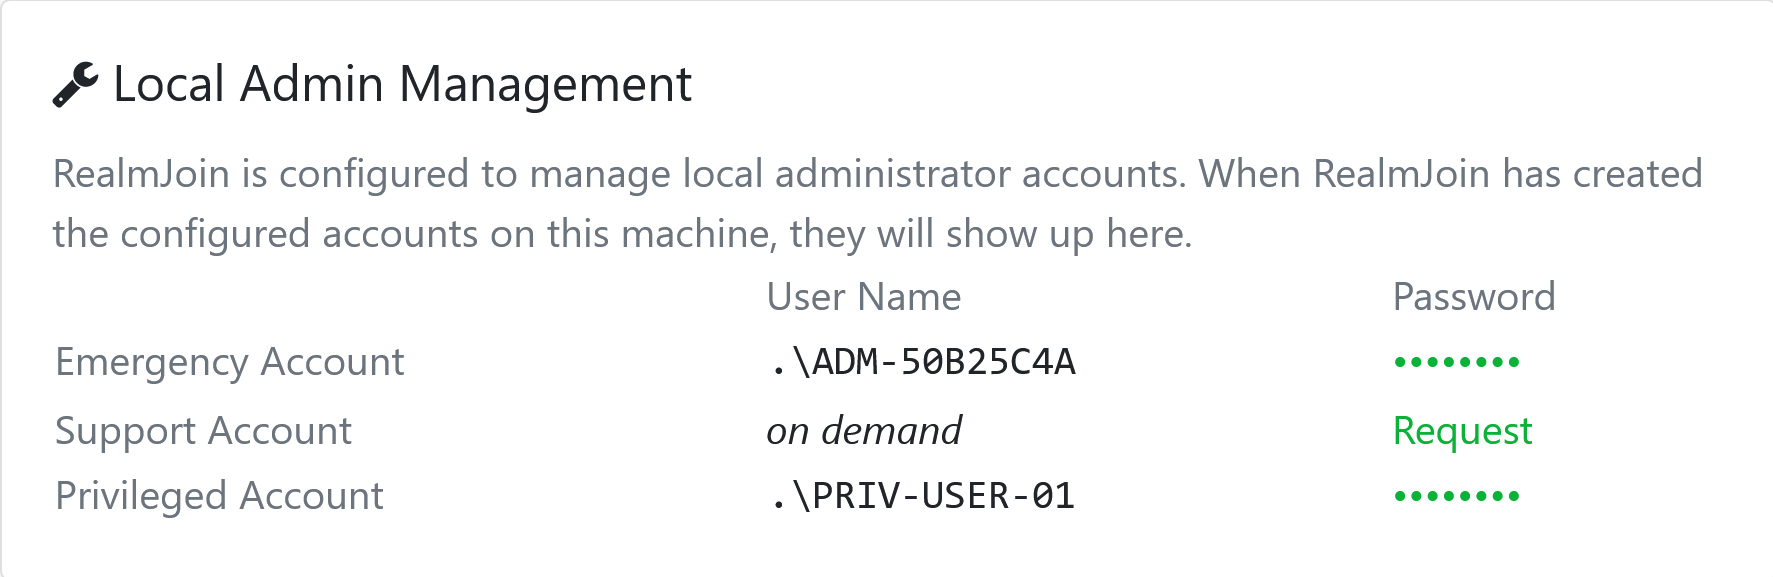 Local Admin Management
RealmJoin is configured to manage local administrator accounts. When RealmJoin has created
the configured accounts on this machine, they will show up here.
User Name Password
Emergency Account .\ADM-50B25C4A ••••••••
Support Account on demand Request
Privileged Account .\PRIV-USER-01 ••••••••